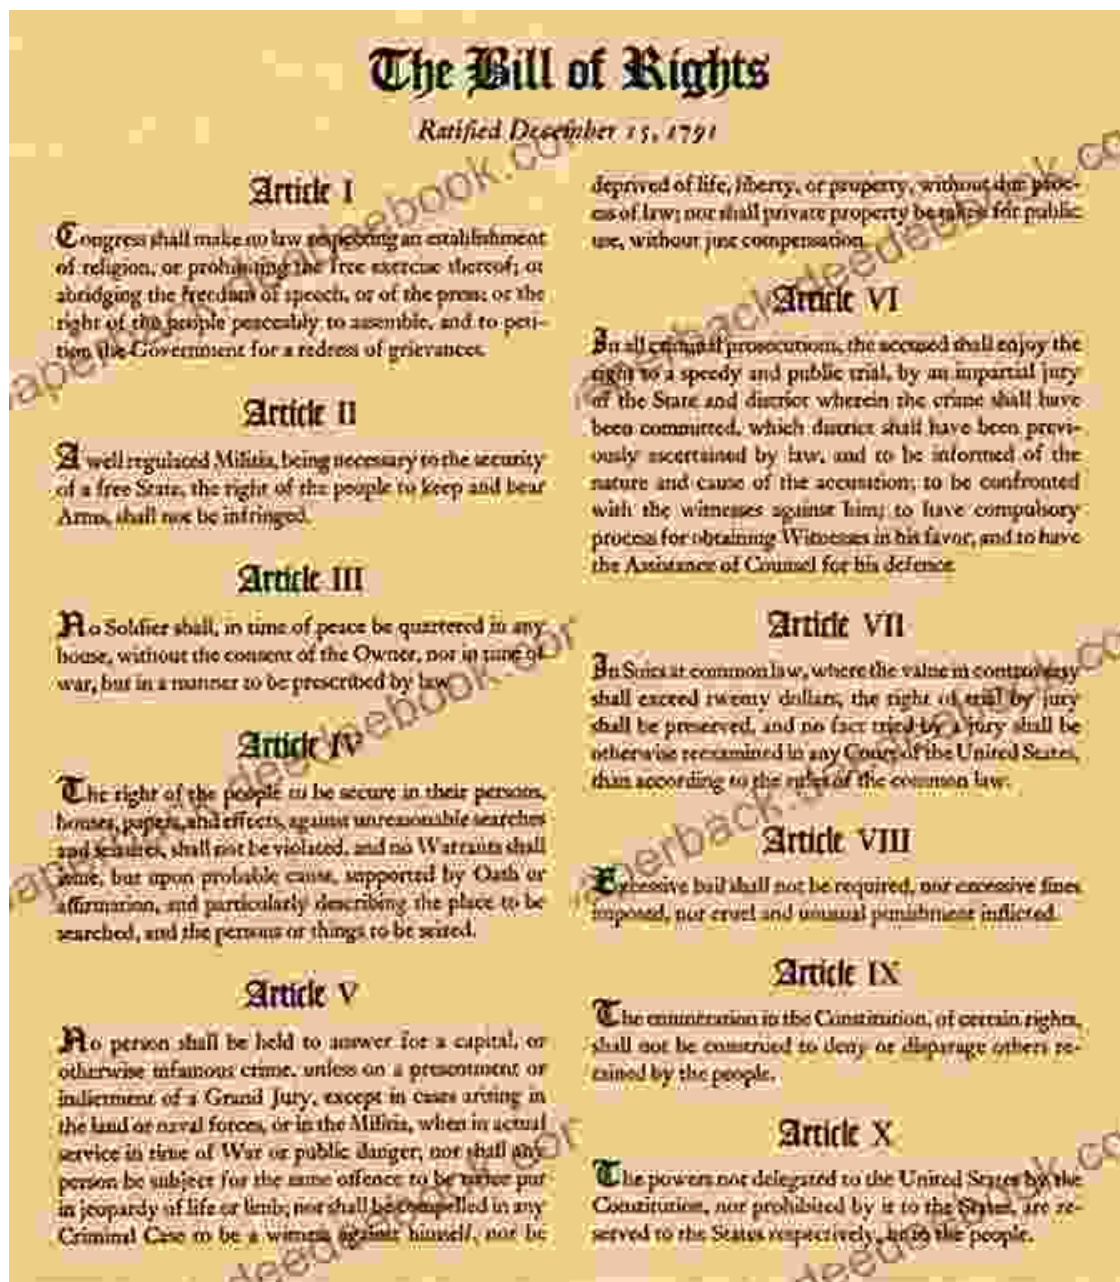 The Bill of Rights
Ratified December 15, 1791
Article I
Congress shall make no law respecting an establishment
of religion, or prohibiting the free exercise thereof; or
abridging the freedom of speech, or of the press; or the
right of the people peaceably to assemble, and to peti-
tion the Government for a redress of grievances.
Article II
A well regulated Militia, being necessary to the security
of a free State, the right of the people to keep and bear
Arms, shall not be infringed.
Article III
No Soldier shall, in time of peace be quartered in any
house, without the consent of the Owner, nor in time of
war, but in a manner to be prescribed by law.
Article IV
The right of the people to be secure in their persons,
houses, papers, and effects, against unreasonable searches
and seizures, shall not be violated, and no Warrants shall
issue, but upon probable cause, supported by Oath or
affirmation, and particularly describing the place to be
searched, and the persons or things to be seized.
Article V
No person shall be held to answer for a capital, or
otherwise infamous crime, unless on a presentment or
indictment of a Grand Jury, except in cases arising in
the land or naval forces, or in the Militia, when in actual
service in time of War or public danger; nor shall any
person be subject for the same offence to be twice put
in jeopardy of life or limb; nor shall be compelled in any
Criminal Case to be a witness against himself, nor be
deprived of life, liberty, or property, without due proc-
ess of law; nor shall private property be taken for public
use, without just compensation.
Article VI
In all criminal prosecutions, the accused shall enjoy the
right to a speedy and public trial, by an impartial jury
of the State and district wherein the crime shall have
been committed, which district shall have been previ-
ously ascertained by law, and to be informed of the
nature and cause of the accusation; to be confronted
with the witnesses against him; to have compulsory
process for obtaining Witnesses in his favor, and to have
the Assistance of Counsel for his defence.
Article VII
In Suits at common law, where the value in controversy
shall exceed twenty dollars, the right of trial by jury
shall be preserved, and no fact tried by a jury shall be
otherwise reexamined in any Court of the United States,
than according to the rules of the common law.
Article VIII
Excessive bail shall not be required, nor excessive fines
imposed, nor cruel and unusual punishment inflicted.
Article IX
The enumeration in the Constitution, of certain rights,
shall not be construed to deny or disparage others re-
tained by the people.
Article X
The powers not delegated to the United States by the
Constitution, nor prohibited by it to the States, are re-
served to the States respectively, or to the people.